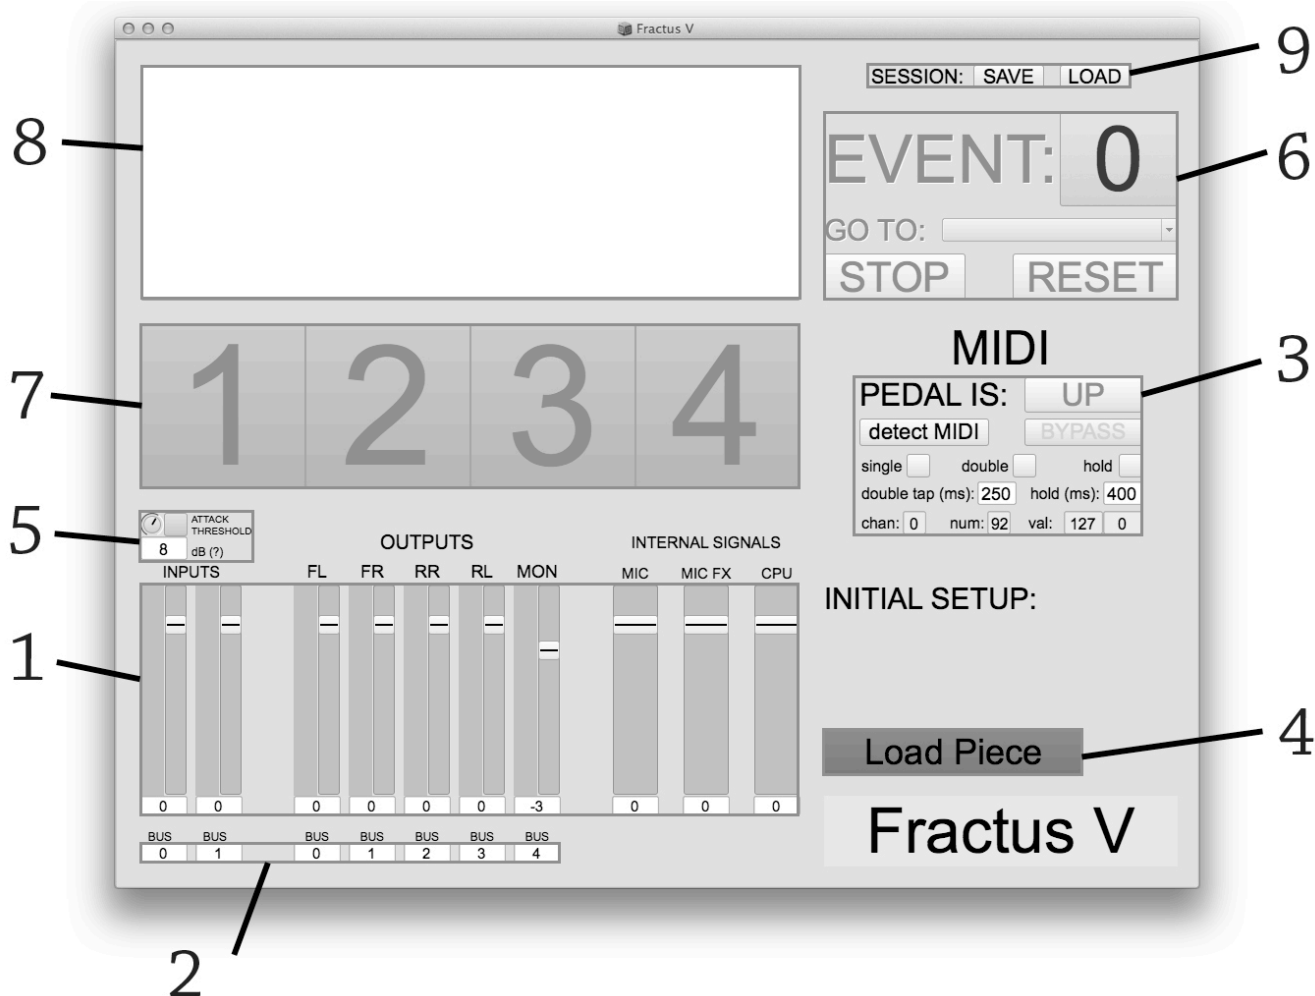 Fractus V
9
SESSION: SAVE LOAD
8
EVENT: 0
6
GO TO:
STOP RESET
7
1 2 3 4
MIDI
3
PEDAL IS: UP
detect MIDI BYPASS
single double hold
double tap (ms): 250 hold (ms): 400
chan: 0 num: 92 val: 127 0
5
ATTACK
THRESHOLD
8 dB (?)
OUTPUTS
INTERNAL SIGNALS
INPUTS FL FR RR RL MON MIC MIC FX CPU
1
INITIAL SETUP:
4
Load Piece
0 0 0 0 0 0 -3 0 0 0
BUS BUS BUS BUS BUS BUS BUS
0 1 0 1 2 3 4
Fractus V
2